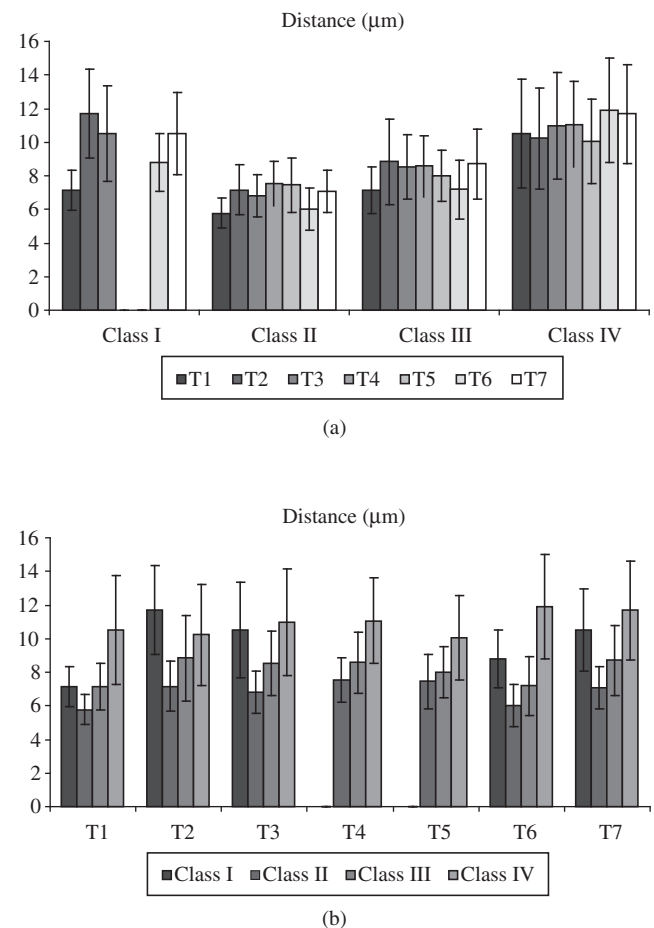 Distance (μm)
16
14
12
10
8
6
4
2
0
Class I Class II Class III Class IV
T1 T2 T3 T4 T5 T6 T7
(a)
Distance (μm)
16
14
12
10
8
6
4
2
0
T1 T2 T3 T4 T5 T6 T7
Class I Class II Class III Class IV
(b)